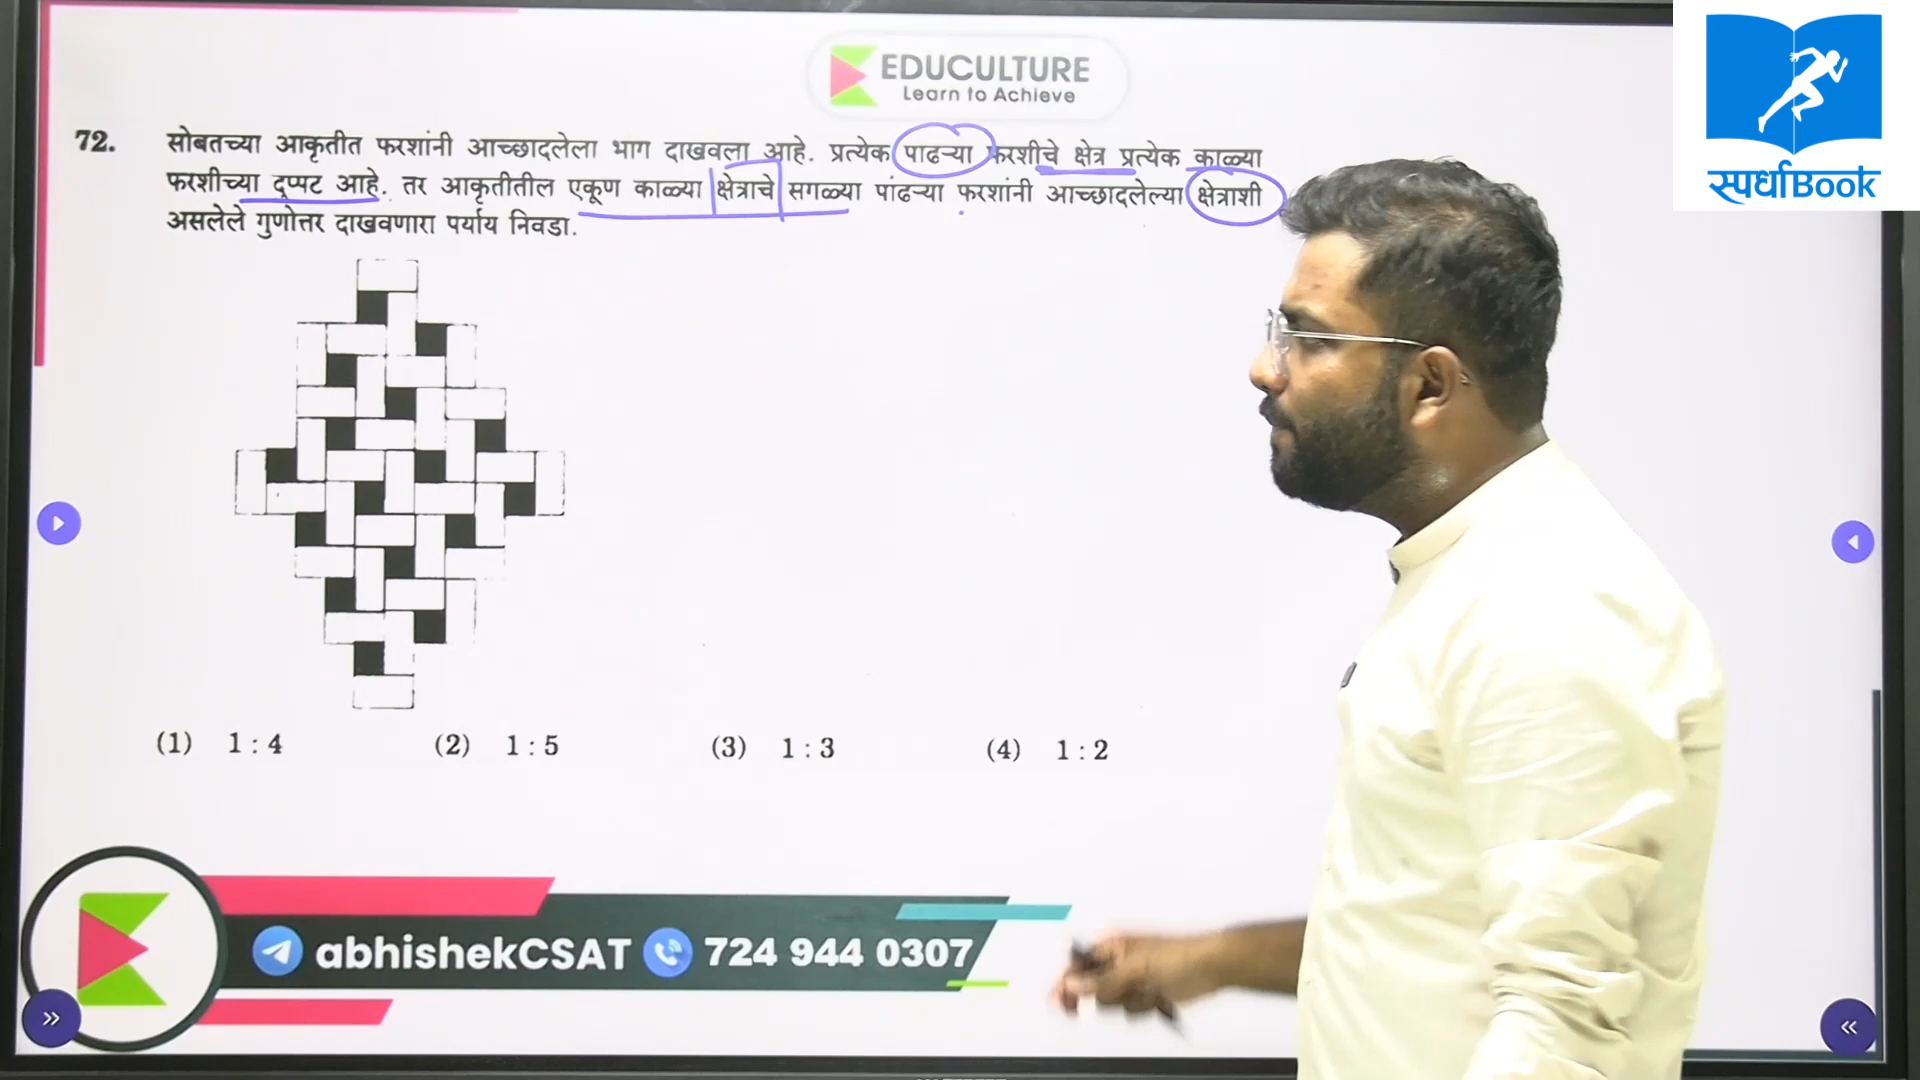 EDUCULTURE
Learn to Achieve
स्पर्धाBook
72. सोबतच्या आकृतीत फरशांनी आच्छादलेला भाग दाखवला आहे. प्रत्येक पाढऱ्या फरशीचे क्षेत्र प्रत्येक काळ्या
फरशीच्या दुप्पट आहे. तर आकृतीतील एकूण काळ्या क्षेत्राचे सगळ्या पांढऱ्या फरशांनी आच्छादलेल्या क्षेत्राशी
असलेले गुणोत्तर दाखवणारा पर्याय निवडा.
(1) 1 : 4 (2) 1 : 5 (3) 1 : 3 (4) 1 : 2
abhishekCSAT 724 944 0307